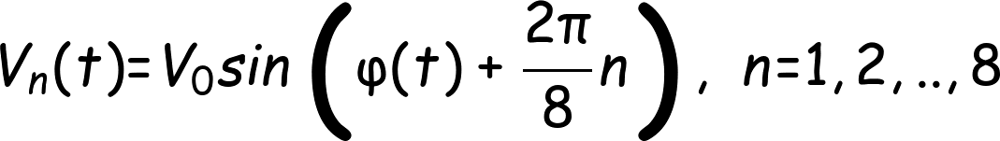 Vₙ(t)=V₀sin(φ(t) + 2π/8 n), n=1,2,..,8